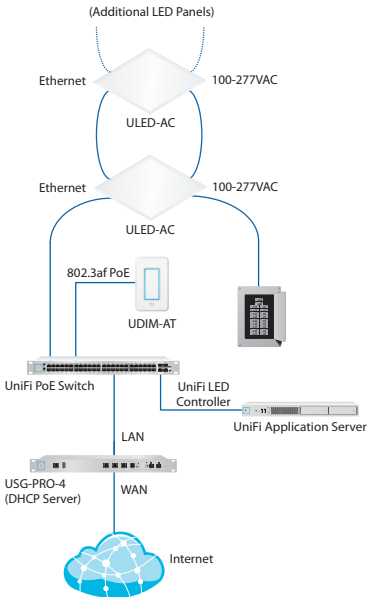 (Additional LED Panels)
Ethernet
100-277VAC
ULED-AC
Ethernet
100-277VAC
ULED-AC
802.3af PoE
UDIM-AT
UniFi PoE Switch
UniFi LED
Controller
UniFi Application Server
LAN
USG-PRO-4
(DHCP Server)
WAN
Internet